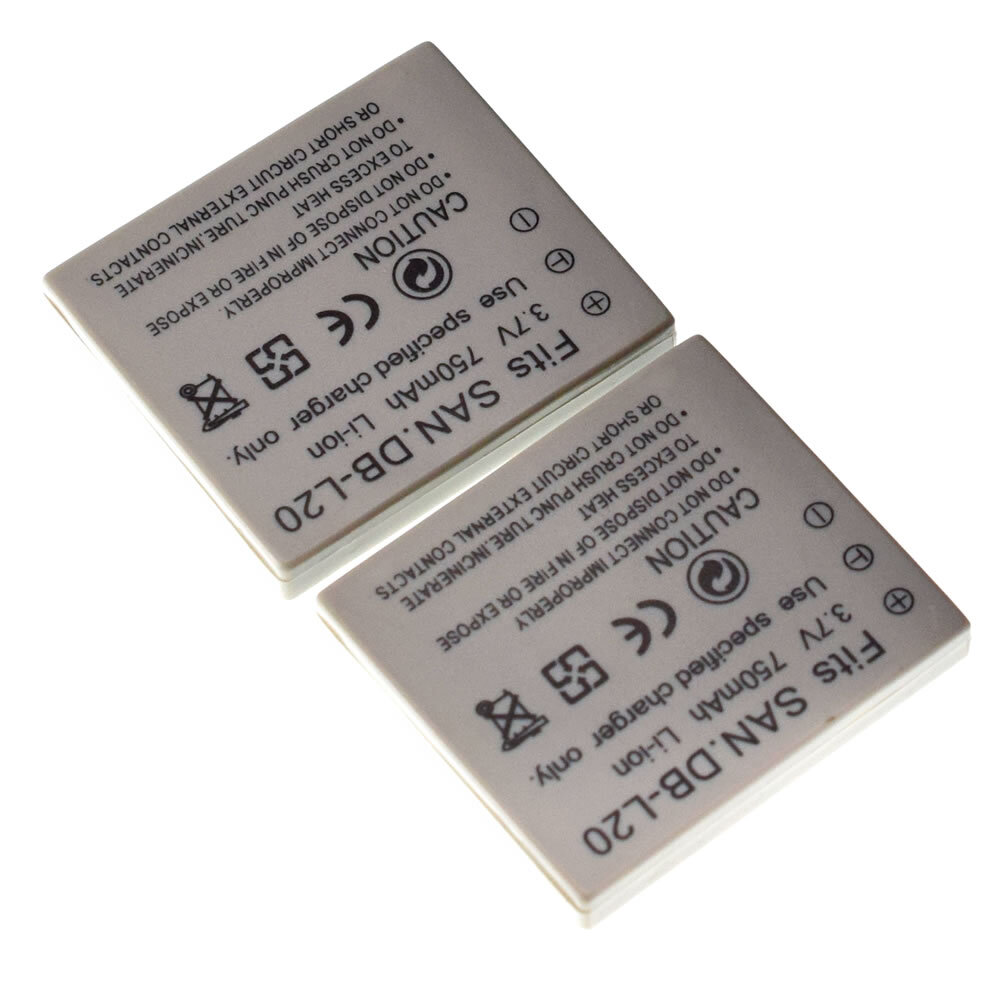 Fits SAN.DB-L20
3.7V 750mAh Li-ion
Use specified charger only.
CAUTION
• DO NOT CONNECT IMPROPERLY.
• DO NOT DISPOSE OF IN FIRE OR EXPOSE
TO EXCESS HEAT
• DO NOT CRUSH PUNC TURE.INCINERATE
OR SHORT CIRCUIT EXTERNAL CONTACTS
Fits SAN.DB-L20
3.7V 750mAh Li-ion
Use specified charger only.
CAUTION
• DO NOT CONNECT IMPROPERLY
• DO NOT DISPOSE OF IN FIRE OR EXPOSE
TO EXCESS HEAT
• DO NOT CRUSH PUNC TURE.INCINERATE
OR SHORT CIRCUIT EXTERNAL CONTACTS